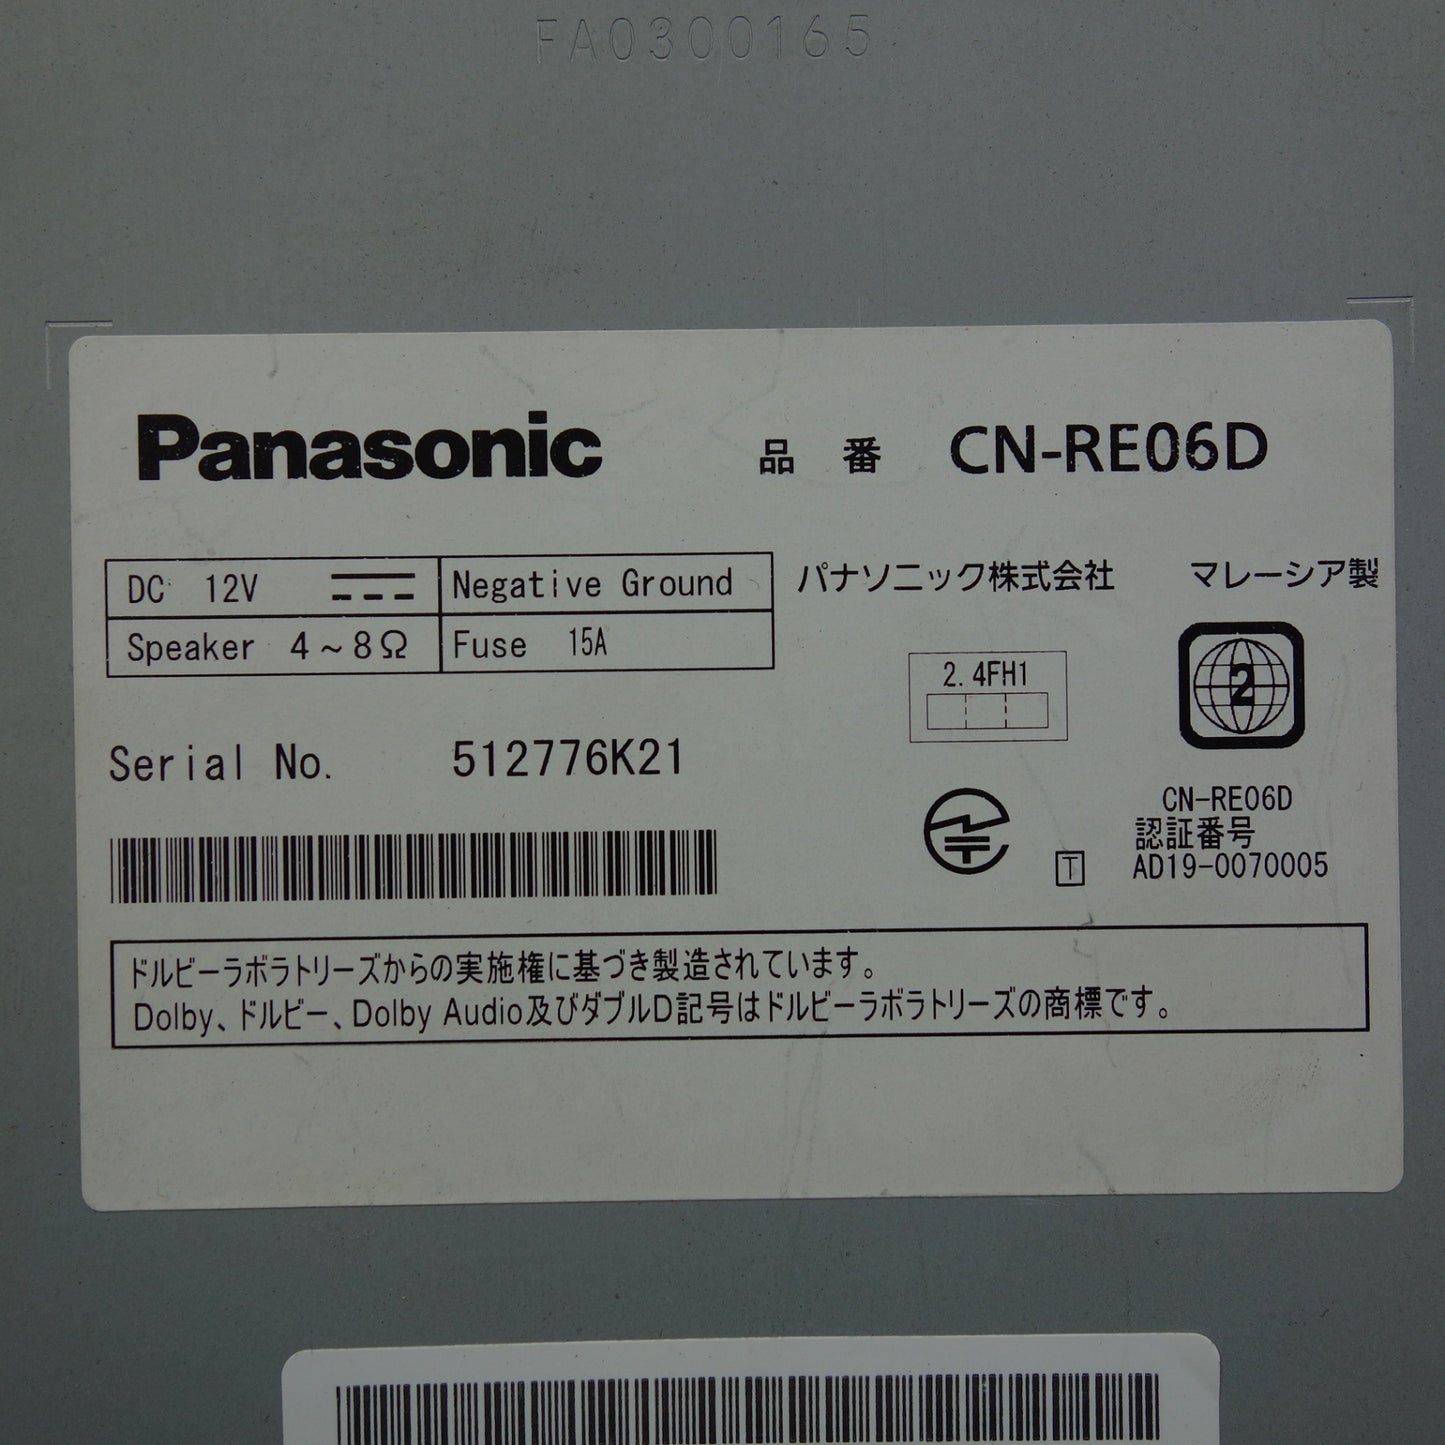 FA0300165
Panasonic 品 番 CN-RE06D
DC 12V Negative Ground
Speaker 4~8Ω Fuse 15A
パナソニック株式会社 マレーシア製
2.4FH1
2
Serial No. 512776K21
T
CN-RE06D
認証番号
AD19-0070005
ドルビーラボラトリーズからの実施権に基づき製造されています。
Dolby、ドルビー、Dolby Audio及びダブルD記号はドルビーラボラトリーズの商標です。